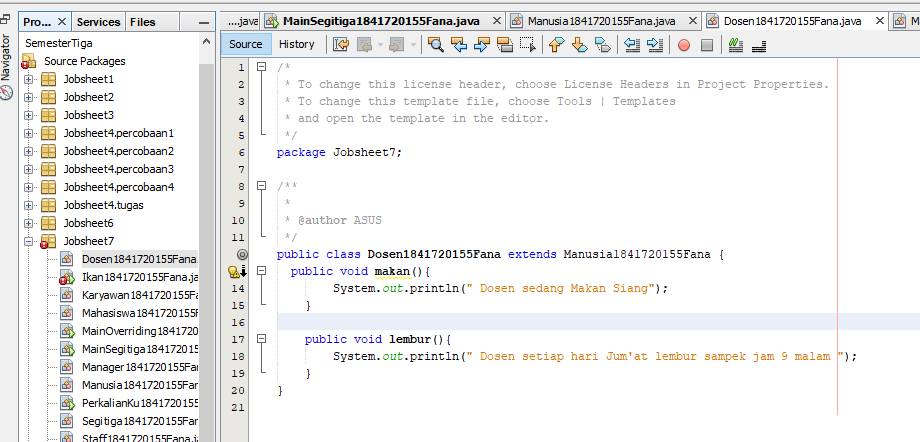 Pro... Services Files
....java MainSegitiga1841720155Fana.java Manusia1841720155Fana.java Dosen1841720155Fana.java M
Navigator
Source History
SemesterTiga
Source Packages
Jobsheet1
Jobsheet2
Jobsheet3
Jobsheet4.percobaan1
Jobsheet4.percobaan2
Jobsheet4.percobaan3
Jobsheet4.percobaan4
Jobsheet4.tugas
Jobsheet6
Jobsheet7
Dosen1841720155Fana.
Ikan1841720155Fana.ja
Karyawan1841720155Fa
Mahasiswa1841720155F
MainOverriding1841720
MainSegitiga184172015
Manager1841720155Fa
Manusia1841720155Fan
PerkalianKu184172015
Segitiga1841720155Far
Staff1841720155Fana.j
1 /*
2 * To change this license header, choose License Headers in Project Properties.
3 * To change this template file, choose Tools | Templates
4 * and open the template in the editor.
5 */
6 package Jobsheet7;
7
8 /**
9 *
10 * @author ASUS
11 */
public class Dosen1841720155Fana extends Manusia1841720155Fana {
public void makan(){
14 System.out.println(" Dosen sedang Makan Siang");
15 }
16
17 public void lembur(){
18 System.out.println(" Dosen setiap hari Jum'at lembur sampek jam 9 malam ");
19 }
20 }
21